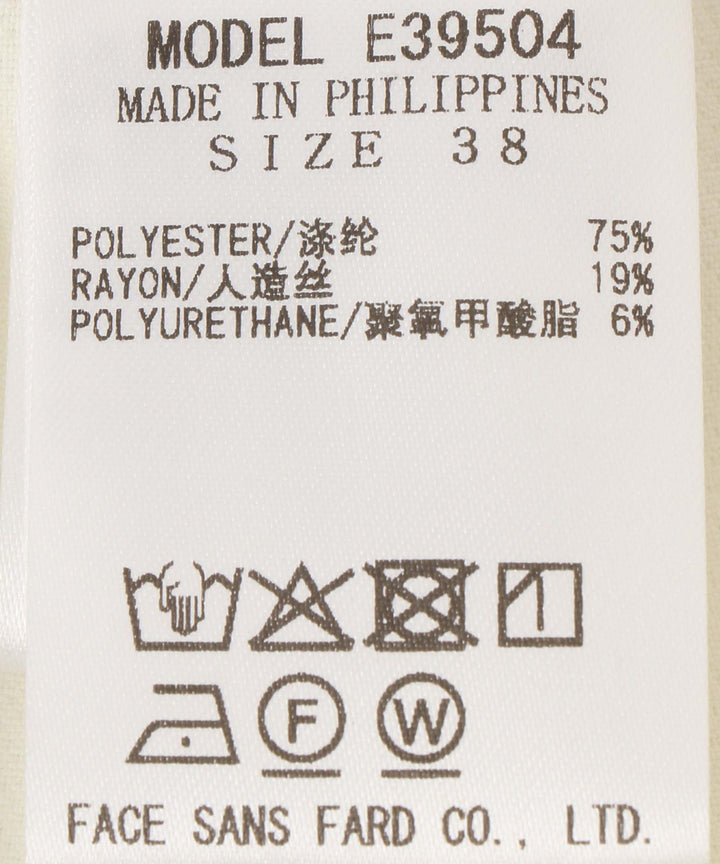 MODEL E39504
MADE IN PHILIPPINES
SIZE 38
POLYESTER/涤纶 75%
RAYON/人造丝 19%
POLYURETHANE/聚氨甲酸脂 6%
F W
FACE SANS FARD CO., LTD.